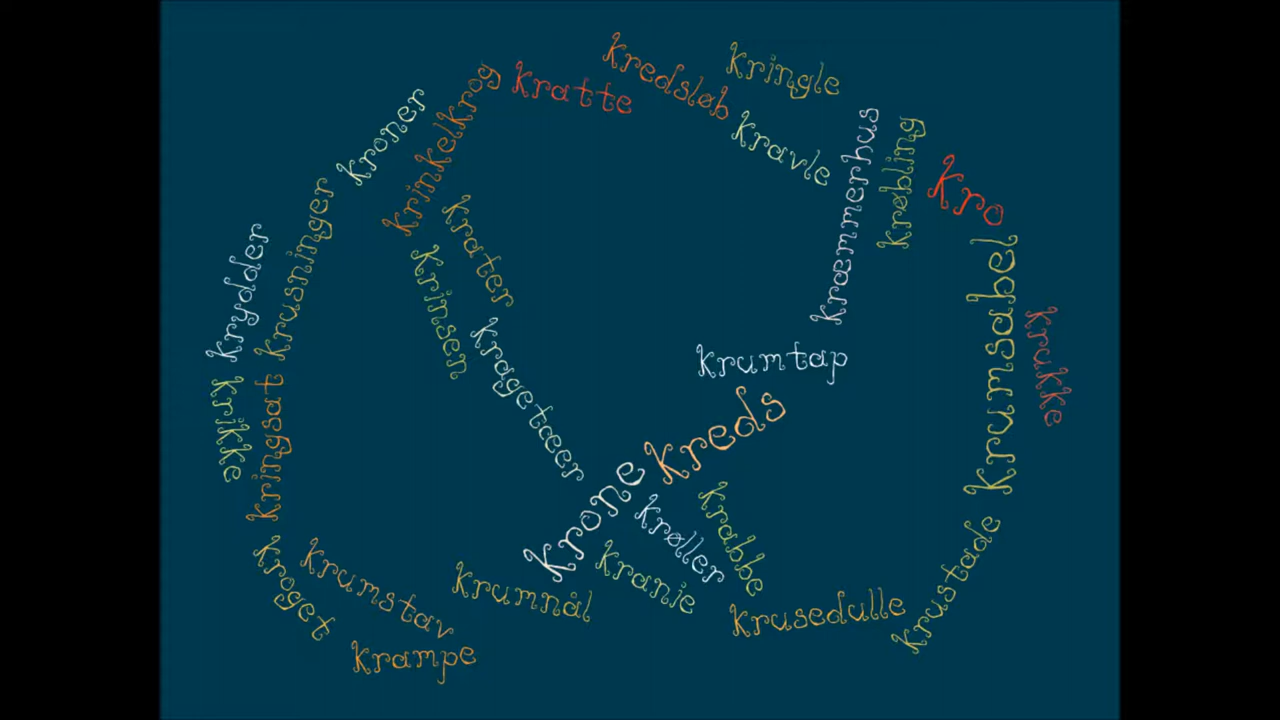 kringle
kredsløb
kratte
krinkelkrog
kroner
kravle
kræmmerhus
krøbling
kro
krater
krusninger
krydder
krinsen
krumsabel
krukke
kragetæer
krumtap
kreds
kringsat
krikke
krone
krøller
krabbe
kranie
krustade
krumnål
krusedulle
krumstav
kroget
krampe